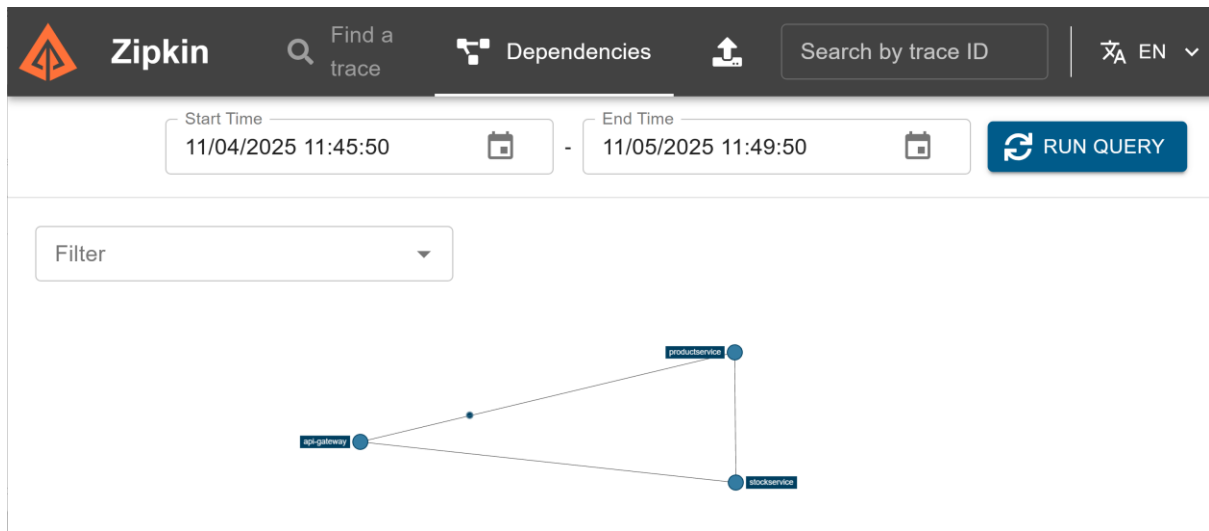 Zipkin
Find a
trace
Dependencies
Search by trace ID
EN
Start Time
11/04/2025 11:45:50
-
End Time
11/05/2025 11:49:50
RUN QUERY
Filter
productservice
api-gateway
stockservice